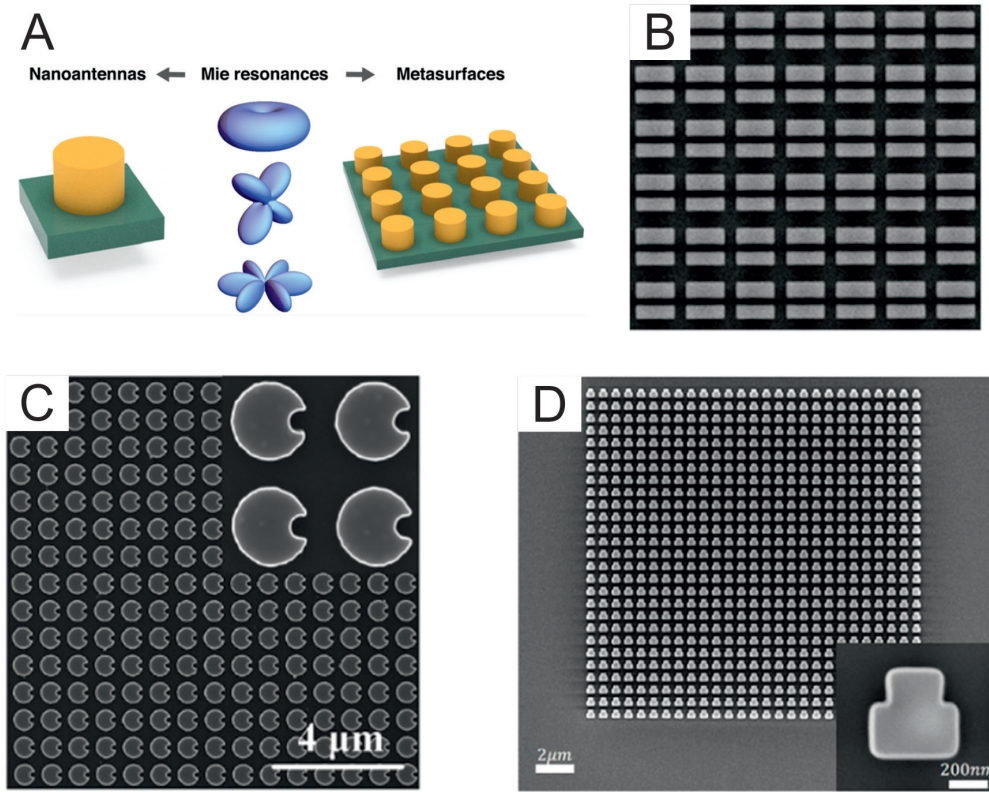 A
Nanoantennas
Mie resonances
Metasurfaces
B
C
4 μm
D
2μm
200nm